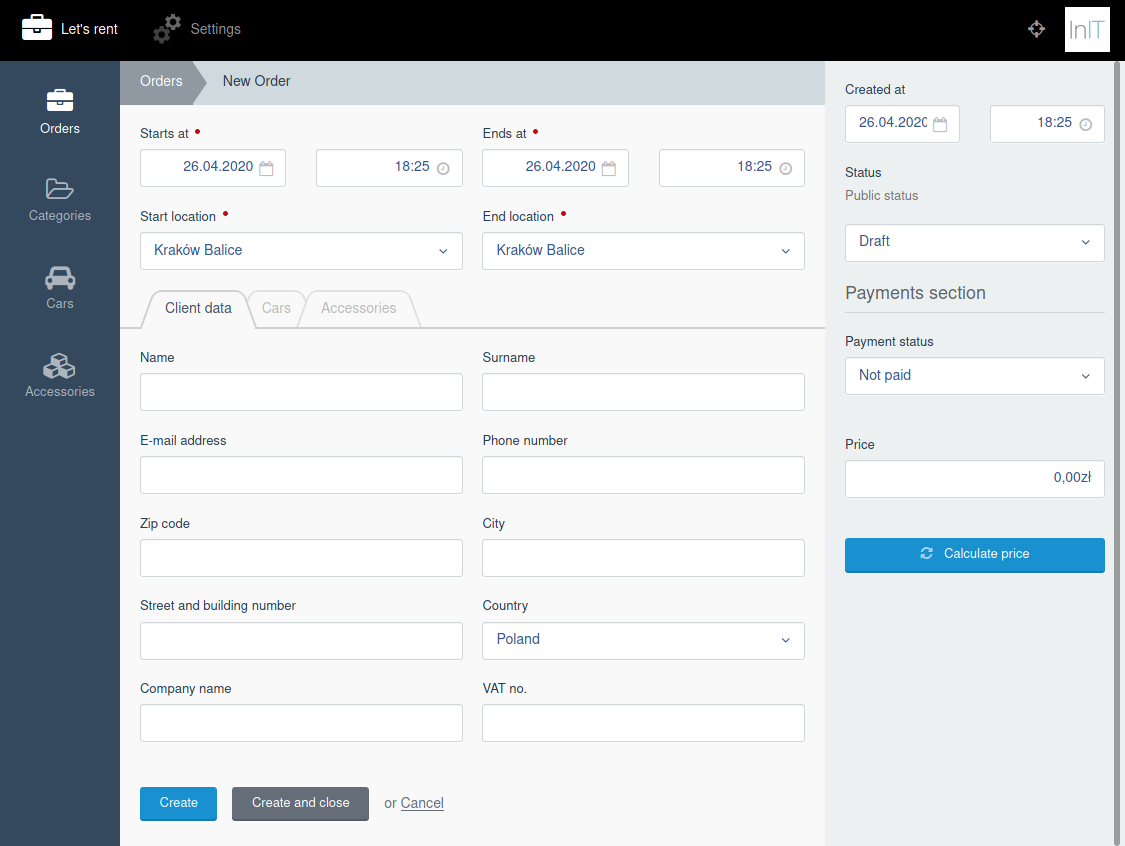 Let's rent
Settings
InIT
Orders
Categories
Cars
Accessories
Orders
New Order
Starts at
Ends at
26.04.2020
18:25
26.04.2020
18:25
Start location
End location
Kraków Balice
Kraków Balice
Client data
Cars
Accessories
Name
Surname
E-mail address
Phone number
Zip code
City
Street and building number
Country
Poland
Company name
VAT no.
Create
Create and close
or Cancel
Created at
26.04.2020
18:25
Status
Public status
Draft
Payments section
Payment status
Not paid
Price
0,00zł
Calculate price